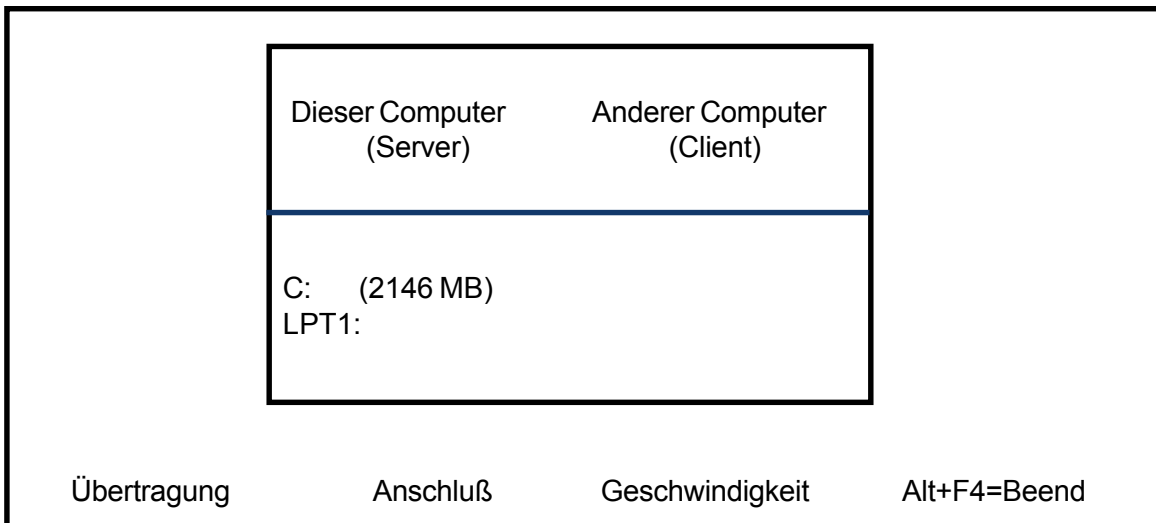 Dieser Computer Anderer Computer
(Server) (Client)
C: (2146 MB)
LPT1:
Übertragung Anschluß Geschwindigkeit Alt+F4=Beend